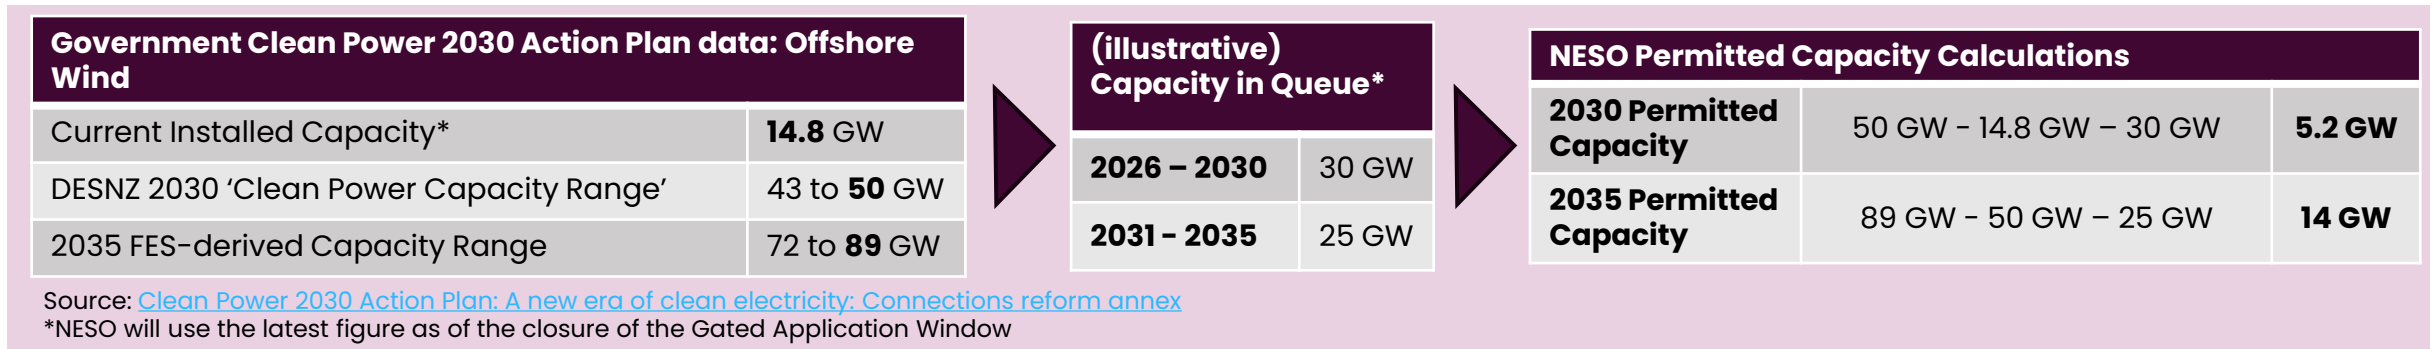 Government Clean Power 2030 Action Plan data: Offshore
Wind
Current Installed Capacity* 14.8 GW
DESNZ 2030 ‘Clean Power Capacity Range’ 43 to 50 GW
2035 FES-derived Capacity Range 72 to 89 GW
(illustrative)
Capacity in Queue*
2026 – 2030 30 GW
2031 - 2035 25 GW
NESO Permitted Capacity Calculations
2030 Permitted
Capacity
50 GW - 14.8 GW – 30 GW 5.2 GW
2035 Permitted
Capacity
89 GW - 50 GW – 25 GW 14 GW
Source: Clean Power 2030 Action Plan: A new era of clean electricity: Connections reform annex
*NESO will use the latest figure as of the closure of the Gated Application Window